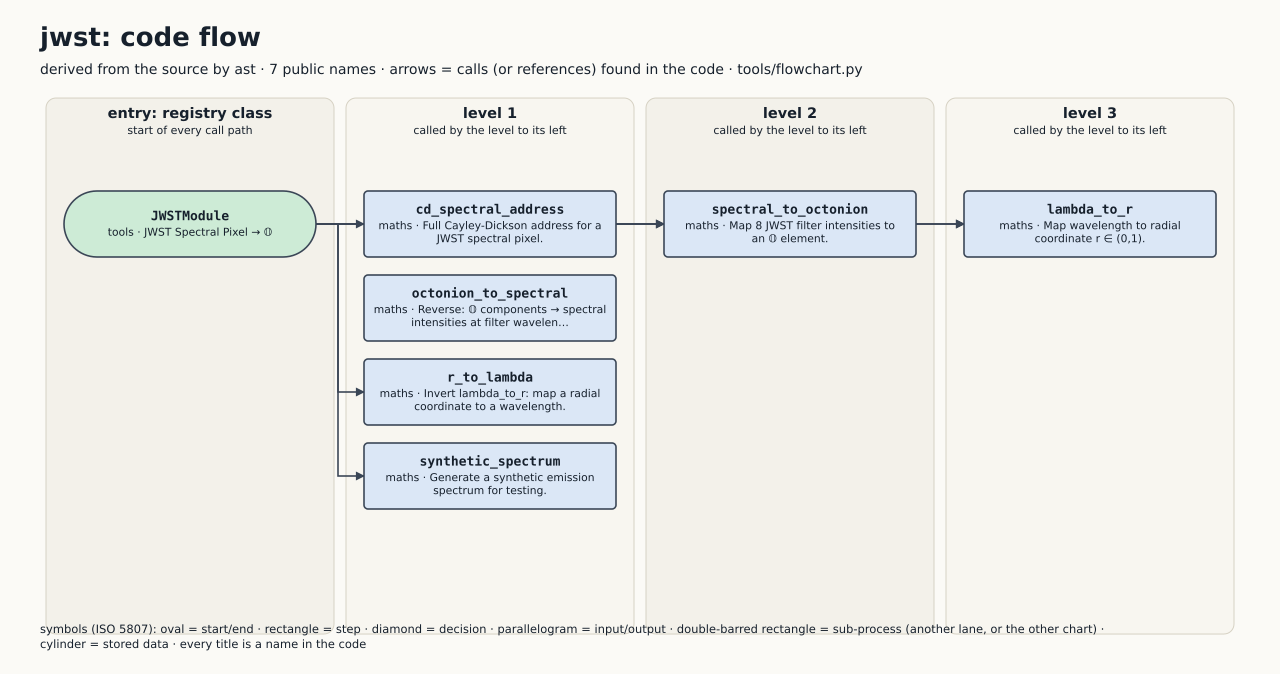 jwst: code flow
derived from the source by ast · 7 public names · arrows = calls (or references) found in the code · tools/flowchart.py
entry: registry class
start of every call path
level 1
called by the level to its left
level 2
called by the level to its left
level 3
called by the level to its left
JWSTModule
tools · JWST Spectral Pixel → 𝕆
cd_spectral_address
maths · Full Cayley-Dickson address for a
JWST spectral pixel.
spectral_to_octonion
maths · Map 8 JWST filter intensities to
an 𝕆 element.
lambda_to_r
maths · Map wavelength to radial
coordinate r ∈ (0,1).
octonion_to_spectral
maths · Reverse: 𝕆 components → spectral
intensities at filter wavelen…
r_to_lambda
maths · Invert lambda_to_r: map a radial
coordinate to a wavelength.
synthetic_spectrum
maths · Generate a synthetic emission
spectrum for testing.
symbols (ISO 5807): oval = start/end · rectangle = step · diamond = decision · parallelogram = input/output · double-barred rectangle = sub-process (another lane, or the other chart) ·
cylinder = stored data · every title is a name in the code